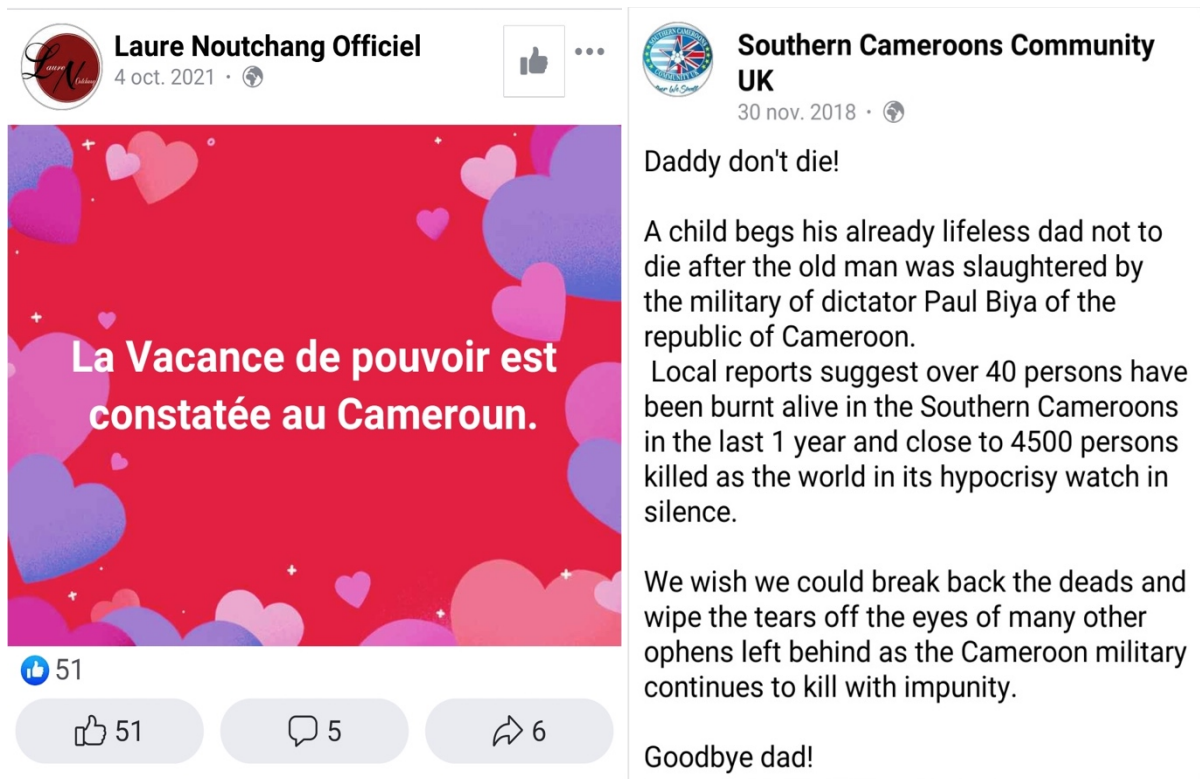 Laure Noutchang Officiel
4 oct. 2021 ·
La Vacance de pouvoir est
constatée au Cameroun.
51
51
5
6
Southern Cameroons Community
UK
30 nov. 2018 ·
Daddy don't die!
A child begs his already lifeless dad not to
die after the old man was slaughtered by
the military of dictator Paul Biya of the
republic of Cameroon.
Local reports suggest over 40 persons have
been burnt alive in the Southern Cameroons
in the last 1 year and close to 4500 persons
killed as the world in its hypocrisy watch in
silence.
We wish we could break back the deads and
wipe the tears off the eyes of many other
ophens left behind as the Cameroon military
continues to kill with impunity.
Goodbye dad!